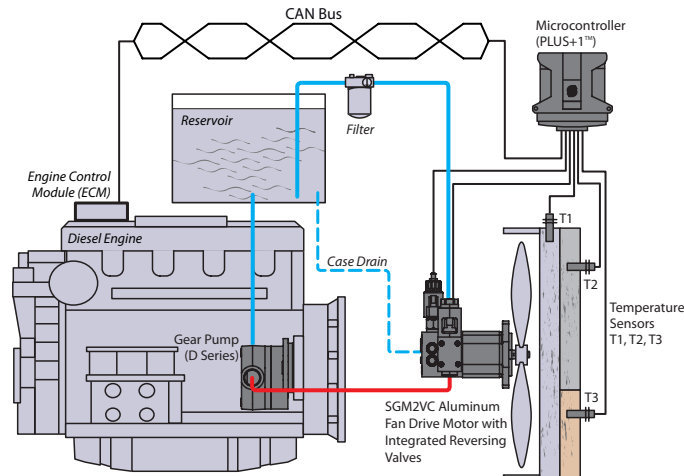 CAN Bus
Microcontroller
(PLUS+1™)
Reservoir
Filter
Engine Control
Module (ECM)
T1
Diesel Engine
Case Drain
T2
Temperature
Sensors
T1, T2, T3
Gear Pump
(D Series)
T3
SGM2VC Aluminum
Fan Drive Motor with
Integrated Reversing
Valves